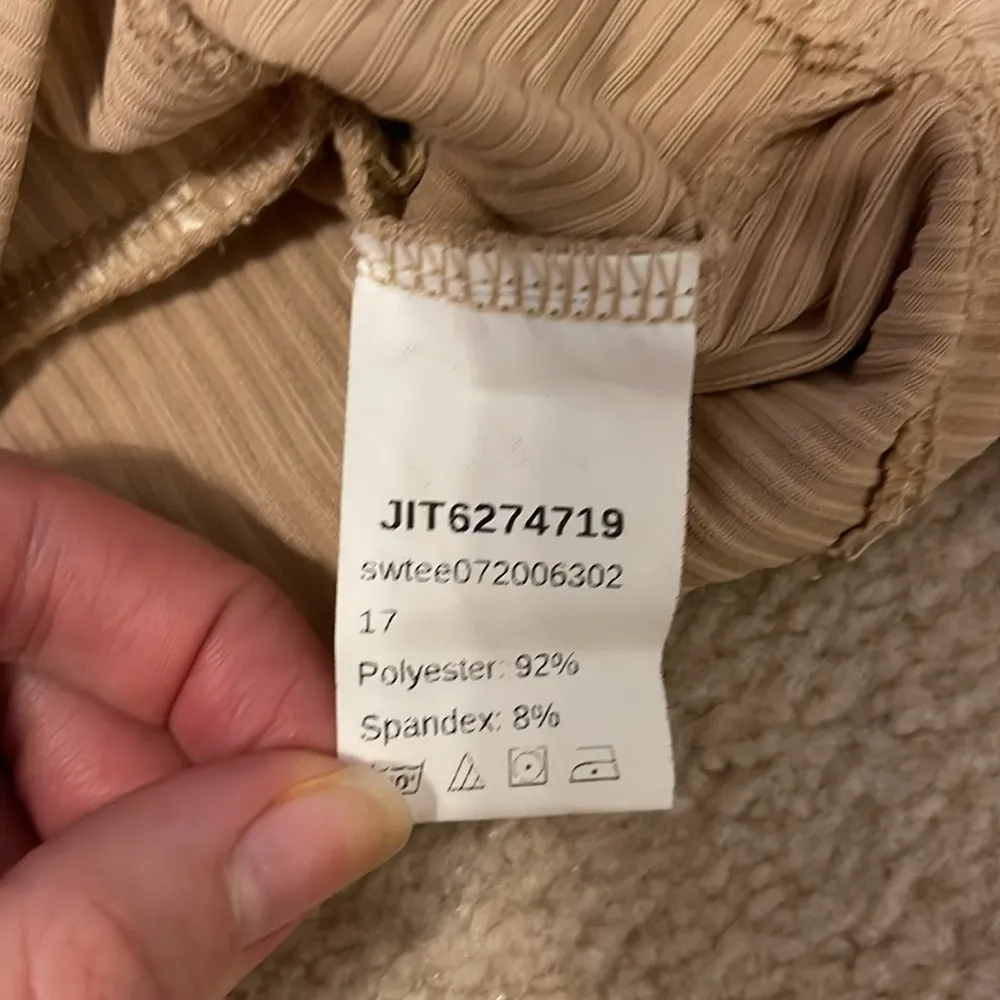 JIT6274719
swtee072006302
17
Polyester: 92%
Spandex: 8%